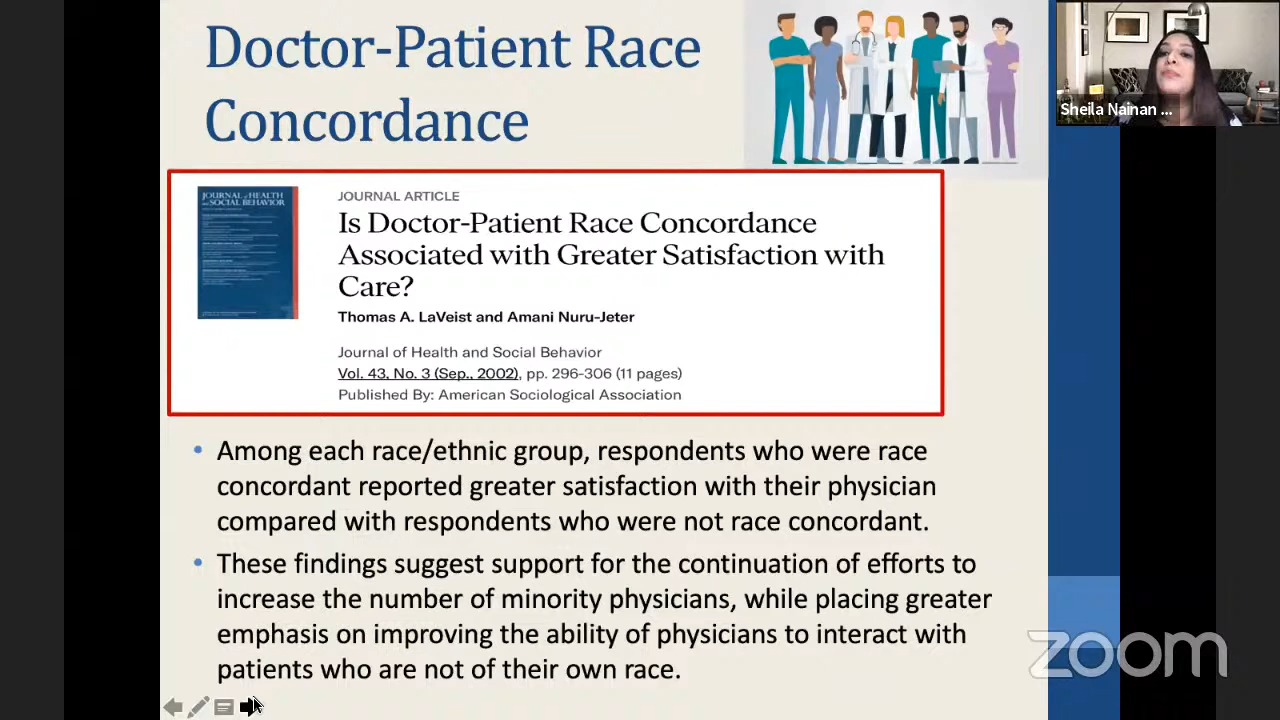 Doctor-Patient Race
Concordance
Sheila Nainan ...
JOURNAL of HEALTH
and SOCIAL BEHAVIOR
JOURNAL ARTICLE
Is Doctor-Patient Race Concordance
Associated with Greater Satisfaction with
Care?
Thomas A. LaVeist and Amani Nuru-Jeter
Journal of Health and Social Behavior
Vol. 43, No. 3 (Sep., 2002), pp. 296-306 (11 pages)
Published By: American Sociological Association
• Among each race/ethnic group, respondents who were race
concordant reported greater satisfaction with their physician
compared with respondents who were not race concordant.
• These findings suggest support for the continuation of efforts to
increase the number of minority physicians, while placing greater
emphasis on improving the ability of physicians to interact with
patients who are not of their own race.
zoom